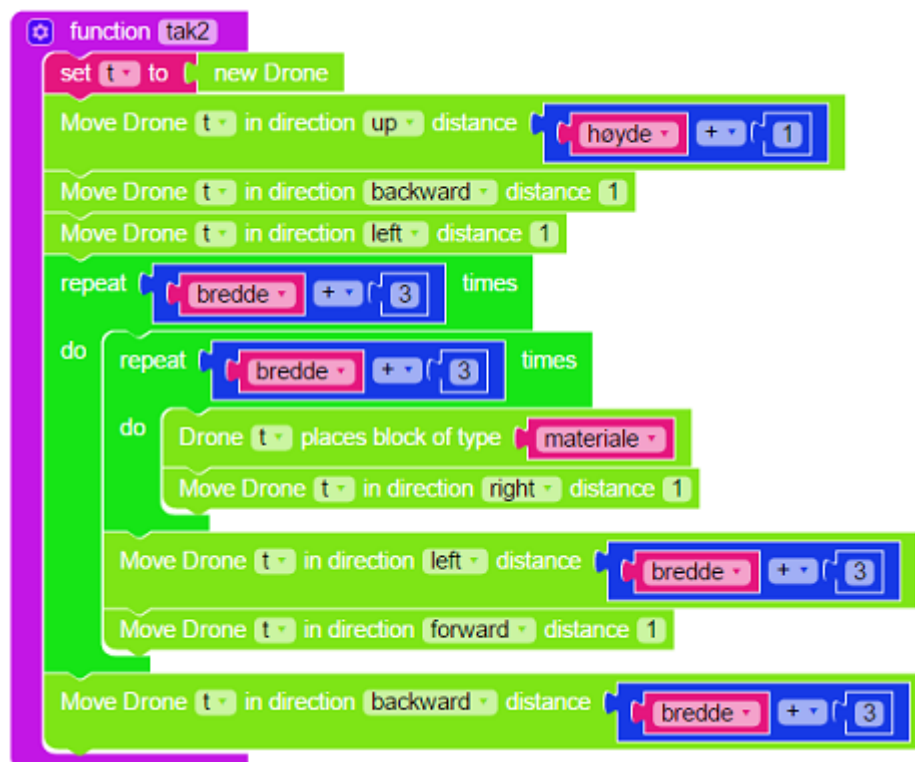 function tak2
set t to new Drone
Move Drone t in direction up distance høyde + 1
Move Drone t in direction backward distance 1
Move Drone t in direction left distance 1
repeat bredde + 3 times
do repeat bredde + 3 times
do Drone t places block of type materiale
Move Drone t in direction right distance 1
Move Drone t in direction left distance bredde + 3
Move Drone t in direction forward distance 1
Move Drone t in direction backward distance bredde + 3